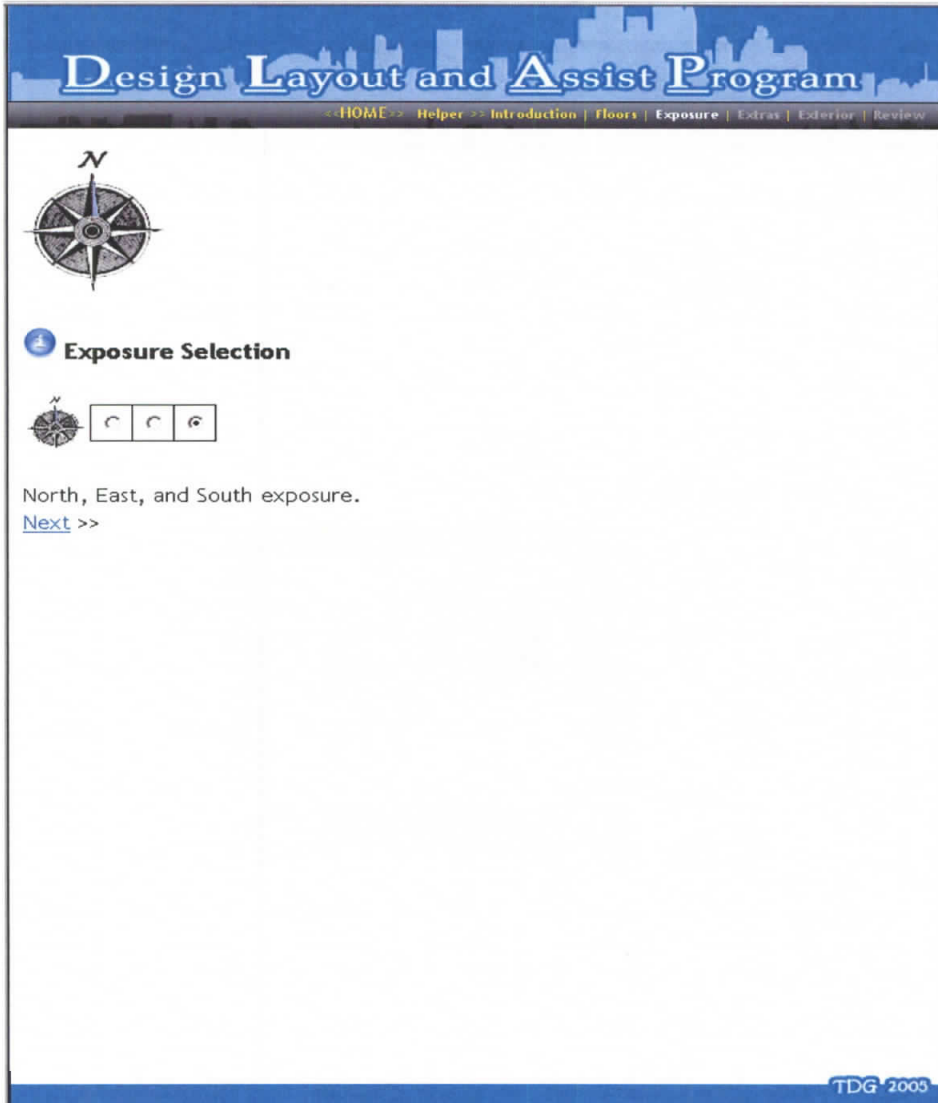 Design Layout and Assist Program
<<HOME>> Helper >> Introduction | Floors | Exposure | Extras | Exterior | Review
N
Exposure Selection
N
North, East, and South exposure.
Next >>
TDG 2005